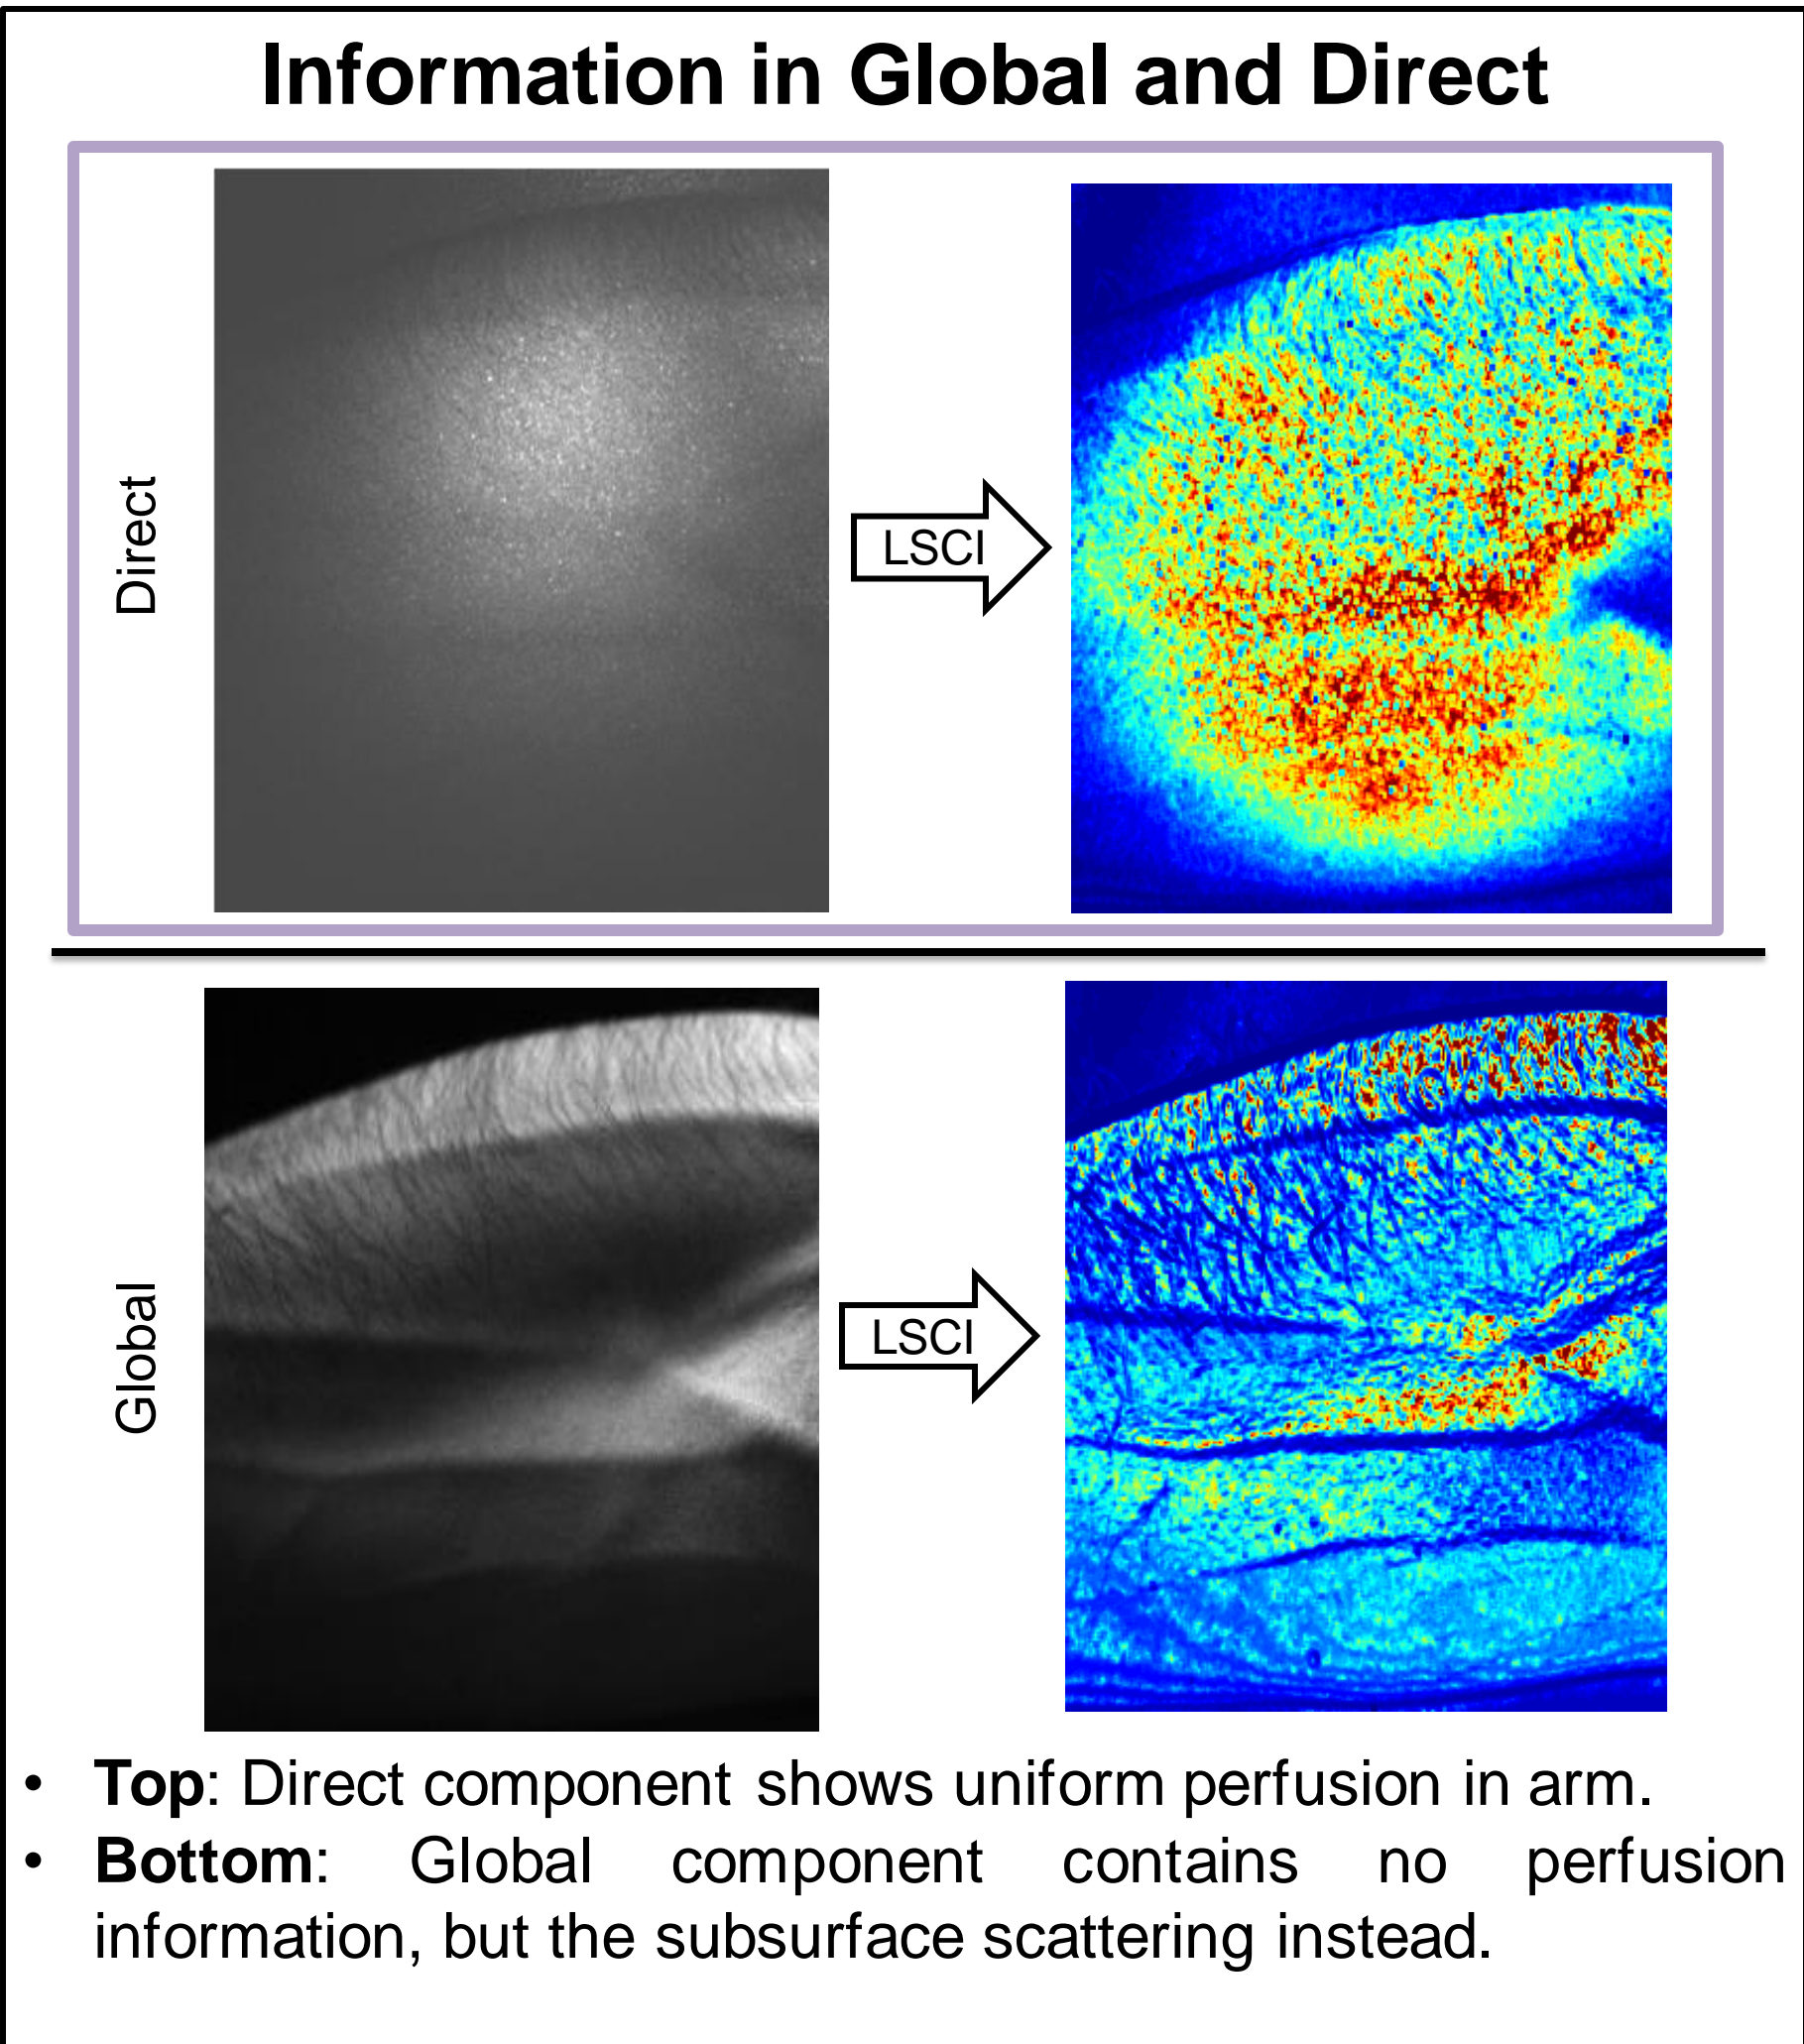 Information in Global and Direct
Direct
LSCI
Global
LSCI
• Top: Direct component shows uniform perfusion in arm.
• Bottom: Global component contains no perfusion
information, but the subsurface scattering instead.